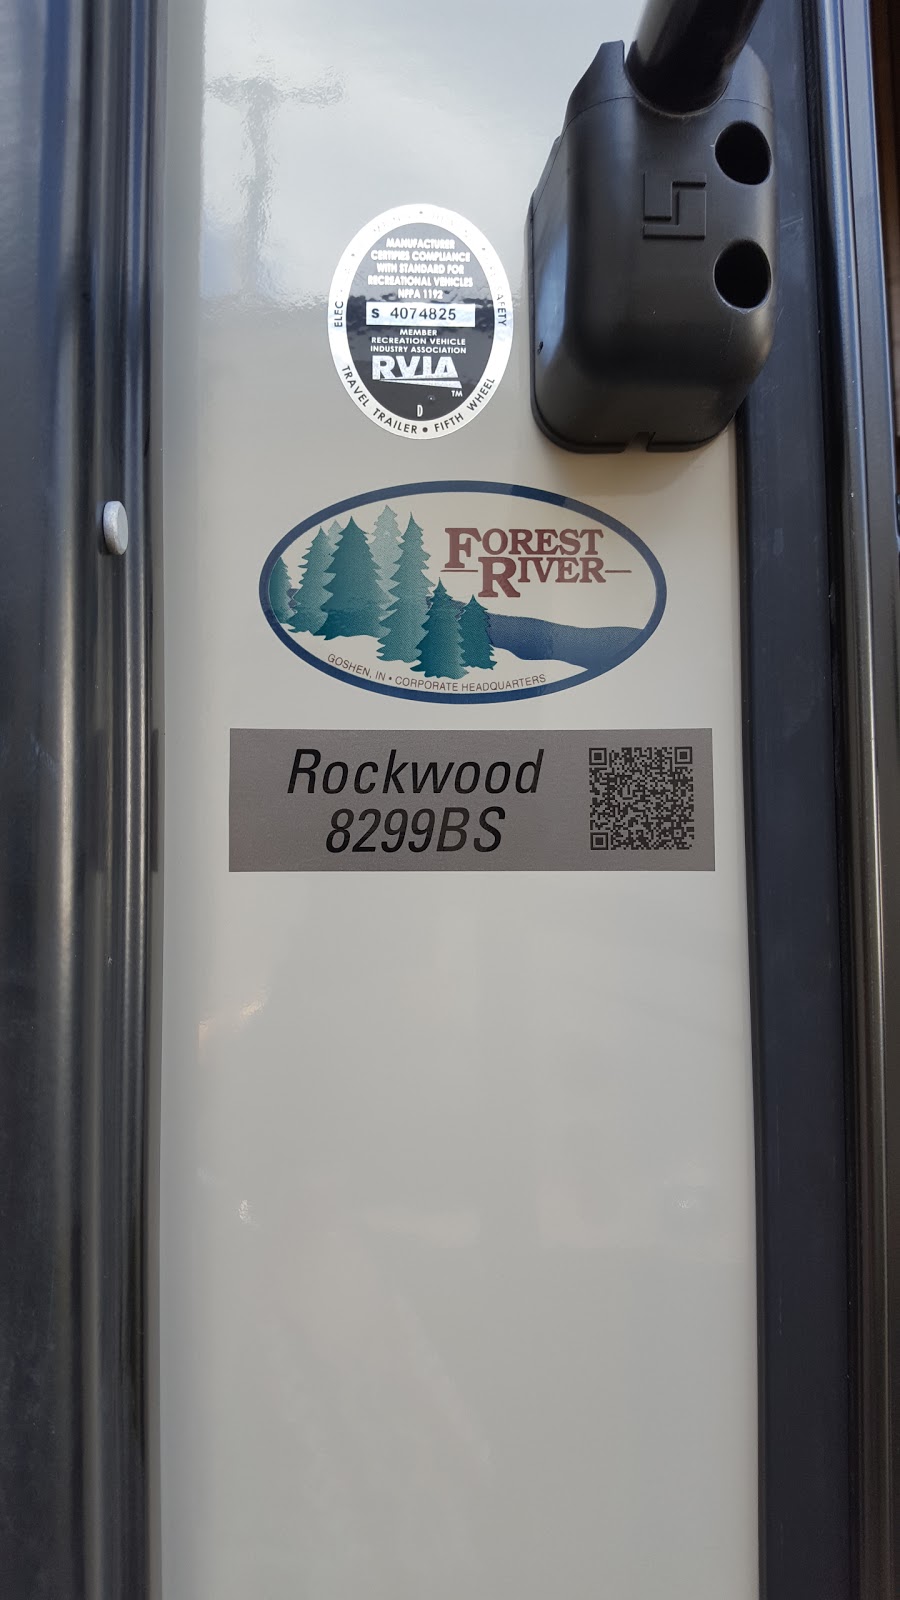 MANUFACTURER
CERTIFIES COMPLIANCE
WITH STANDARD FOR
RECREATIONAL VEHICLES
NFPA 1192
S 4074825
MEMBER
RECREATION VEHICLE
INDUSTRY ASSOCIATION
RVIA
TM
D
TRAVEL TRAILER • FIFTH WHEEL
FOREST
RIVER
GOSHEN, IN • CORPORATE HEADQUARTERS
Rockwood
8299BS